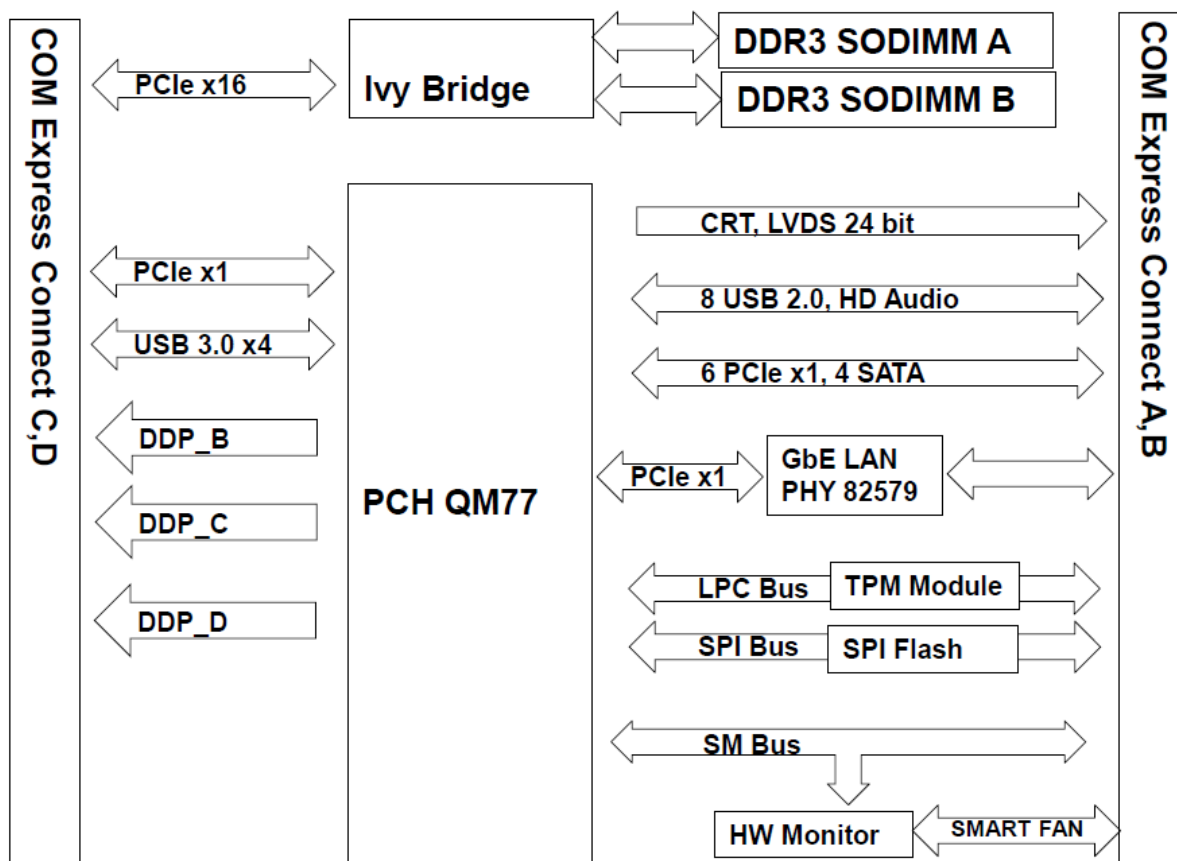 COM Express Connect C,D
PCIe x16
Ivy Bridge
DDR3 SODIMM A
DDR3 SODIMM B
COM Express Connect A,B
PCIe x1
USB 3.0 x4
DDP_B
DDP_C
DDP_D
PCH QM77
CRT, LVDS 24 bit
8 USB 2.0, HD Audio
6 PCIe x1, 4 SATA
PCIe x1
GbE LAN
PHY 82579
LPC Bus
TPM Module
SPI Bus
SPI Flash
SM Bus
HW Monitor
SMART FAN